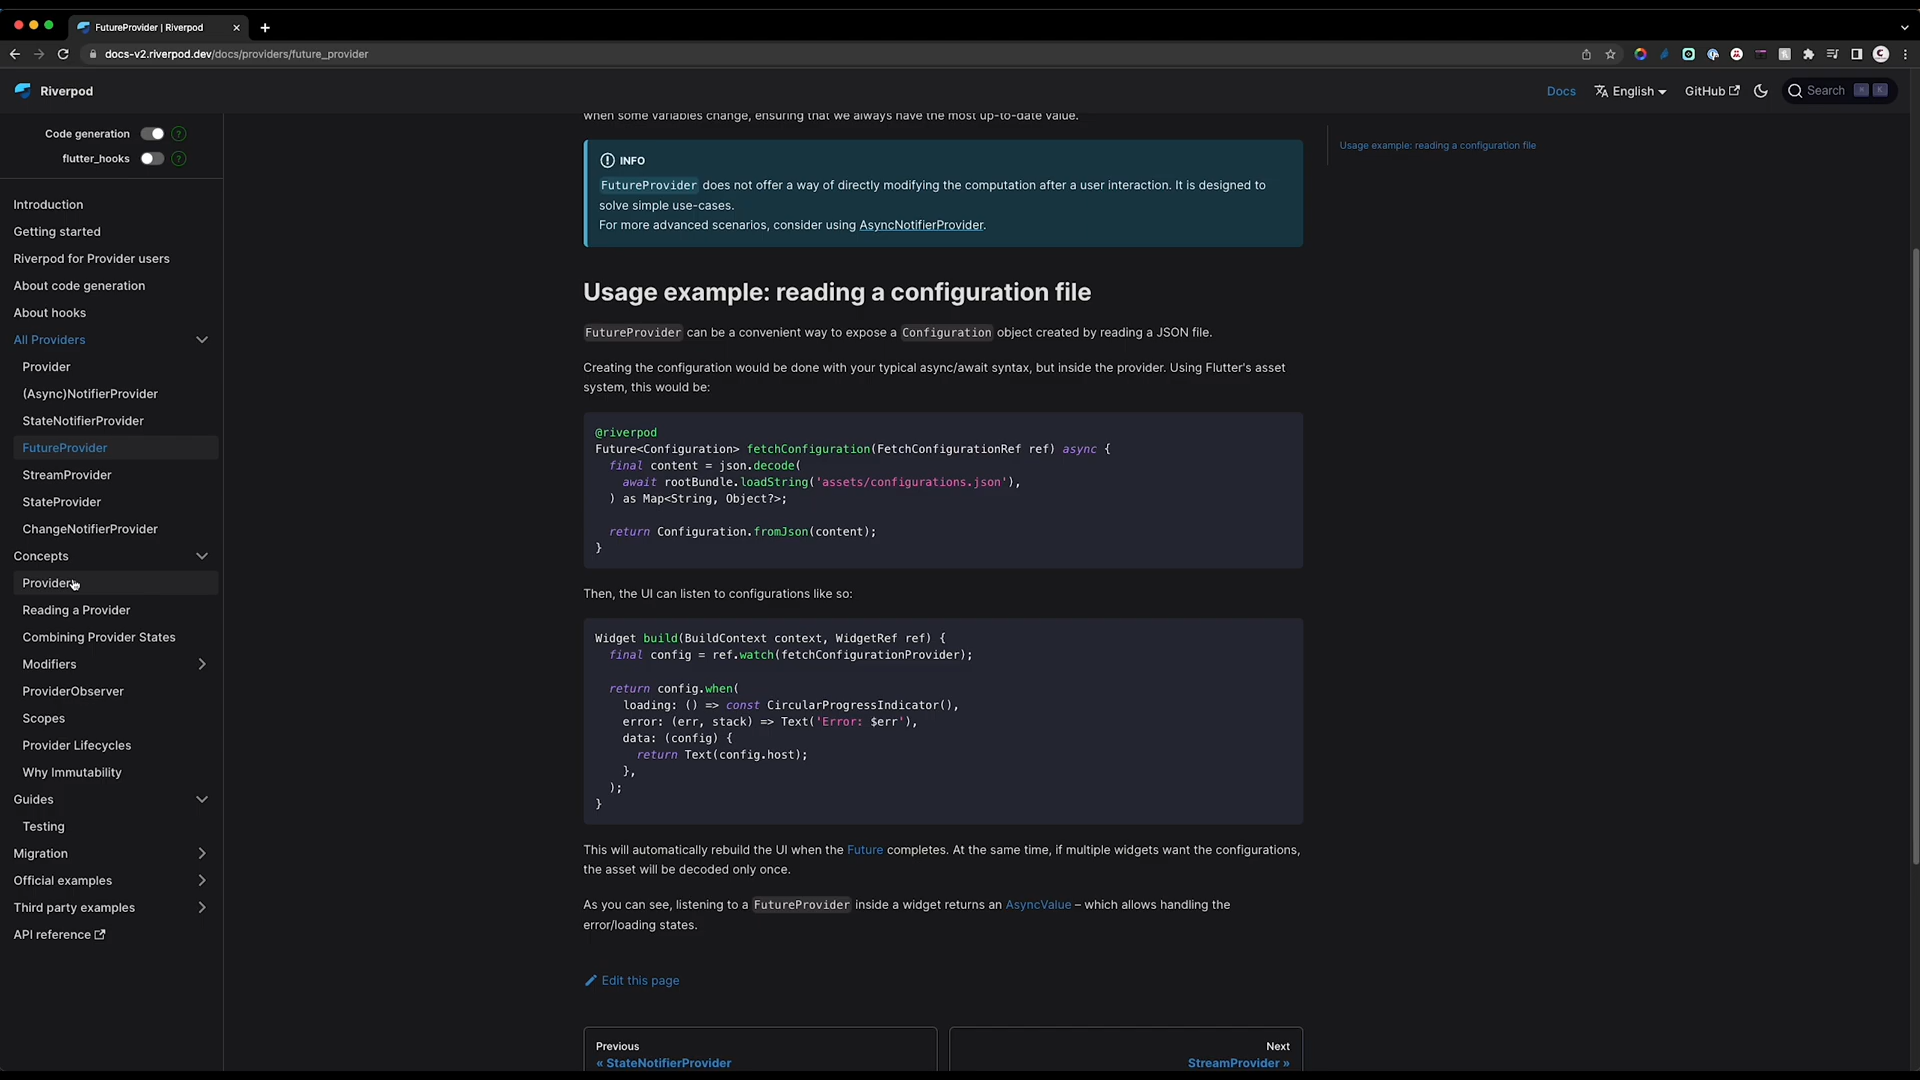 FutureProvider | Riverpod
docs-v2.riverpod.dev/docs/providers/future_provider
Riverpod
Docs
English
GitHub
Search
Code generation
flutter_hooks
Introduction
Getting started
Riverpod for Provider users
About code generation
About hooks
All Providers
Provider
(Async)NotifierProvider
StateNotifierProvider
FutureProvider
StreamProvider
StateProvider
ChangeNotifierProvider
Concepts
Providers
Reading a Provider
Combining Provider States
Modifiers
ProviderObserver
Scopes
Provider Lifecycles
Why Immutability
Guides
Testing
Migration
Official examples
Third party examples
API reference
when some variables change, ensuring that we always have the most up-to-date value.
INFO
FutureProvider does not offer a way of directly modifying the computation after a user interaction. It is designed to
solve simple use-cases.
For more advanced scenarios, consider using AsyncNotifierProvider.
Usage example: reading a configuration file
FutureProvider can be a convenient way to expose a Configuration object created by reading a JSON file.
Creating the configuration would be done with your typical async/await syntax, but inside the provider. Using Flutter's asset
system, this would be:
@riverpod
Future<Configuration> fetchConfiguration(FetchConfigurationRef ref) async {
final content = json.decode(
await rootBundle.loadString('assets/configurations.json'),
) as Map<String, Object?>;
return Configuration.fromJson(content);
}
Then, the UI can listen to configurations like so:
Widget build(BuildContext context, WidgetRef ref) {
final config = ref.watch(fetchConfigurationProvider);
return config.when(
loading: () => const CircularProgressIndicator(),
error: (err, stack) => Text('Error: $err'),
data: (config) {
return Text(config.host);
},
);
}
This will automatically rebuild the UI when the Future completes. At the same time, if multiple widgets want the configurations,
the asset will be decoded only once.
As you can see, listening to a FutureProvider inside a widget returns an AsyncValue – which allows handling the
error/loading states.
Edit this page
Previous
« StateNotifierProvider
Next
StreamProvider »
Usage example: reading a configuration file